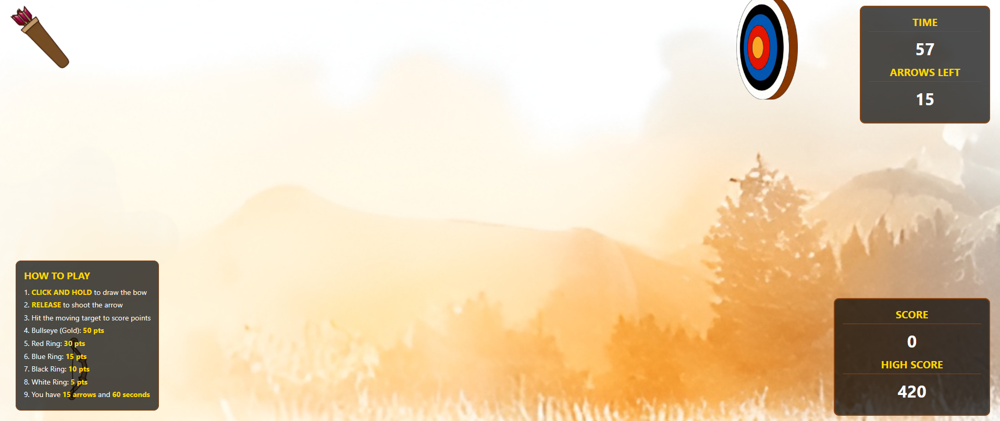 TIME
57
ARROWS LEFT
15
HOW TO PLAY
1. CLICK AND HOLD to draw the bow
2. RELEASE to shoot the arrow
3. Hit the moving target to score points
4. Bullseye (Gold): 50 pts
5. Red Ring: 30 pts
6. Blue Ring: 15 pts
7. Black Ring: 10 pts
8. White Ring: 5 pts
9. You have 15 arrows and 60 seconds
SCORE
0
HIGH SCORE
420